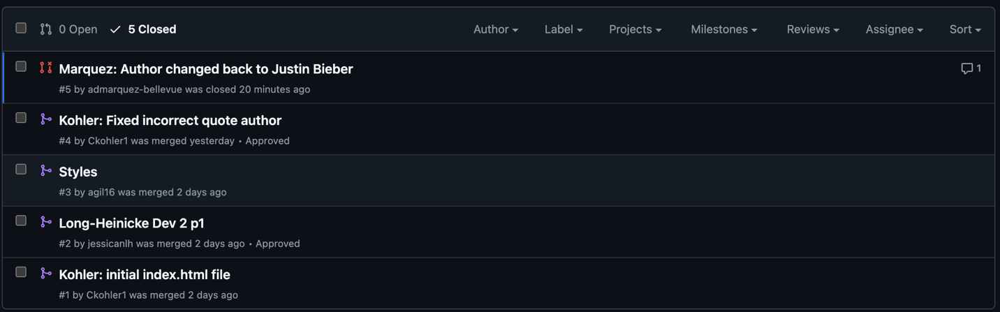 0 Open 5 Closed Author Label Projects Milestones Reviews Assignee Sort
Marquez: Author changed back to Justin Bieber 1
#5 by admarquez-bellevue was closed 20 minutes ago
Kohler: Fixed incorrect quote author
#4 by Ckohler1 was merged yesterday • Approved
Styles
#3 by agil16 was merged 2 days ago
Long-Heinicke Dev 2 p1
#2 by jessicanlh was merged 2 days ago • Approved
Kohler: initial index.html file
#1 by Ckohler1 was merged 2 days ago